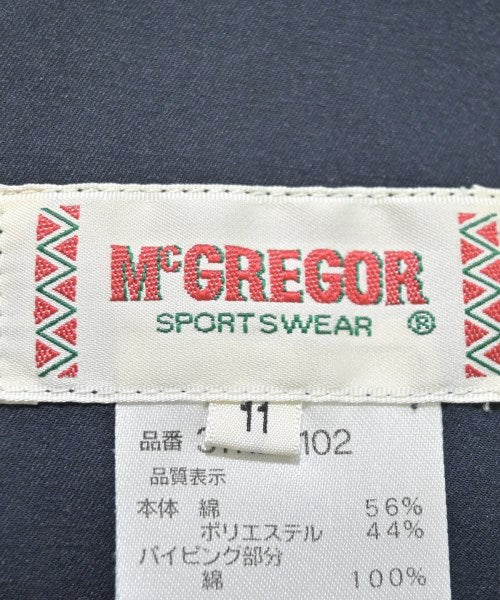 McGREGOR
SPORTSWEAR ®
11
品番 102
品質表示
本体 綿 56%
ポリエステル 44%
パイピング部分
綿 100%